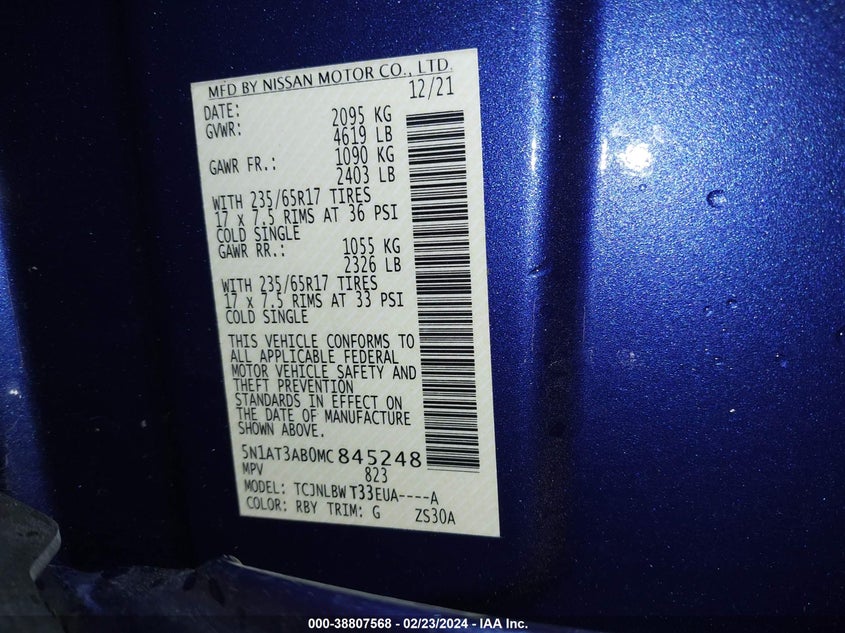 MFD BY NISSAN MOTOR CO., LTD.
DATE: 12/21
GVWR: 2095 KG
4619 LB
GAWR FR.: 1090 KG
2403 LB
WITH 235/65R17 TIRES
17 x 7.5 RIMS AT 36 PSI
COLD SINGLE
GAWR RR.: 1055 KG
2326 LB
WITH 235/65R17 TIRES
17 x 7.5 RIMS AT 33 PSI
COLD SINGLE
THIS VEHICLE CONFORMS TO
ALL APPLICABLE FEDERAL
MOTOR VEHICLE SAFETY AND
THEFT PREVENTION
STANDARDS IN EFFECT ON
THE DATE OF MANUFACTURE
SHOWN ABOVE.
5N1AT3AB0MC845248
MPV 823
MODEL: TCJNLBWT33EUA----A
COLOR: RBY TRIM: G ZS30A
000-38807568 - 02/23/2024 - IAA Inc.